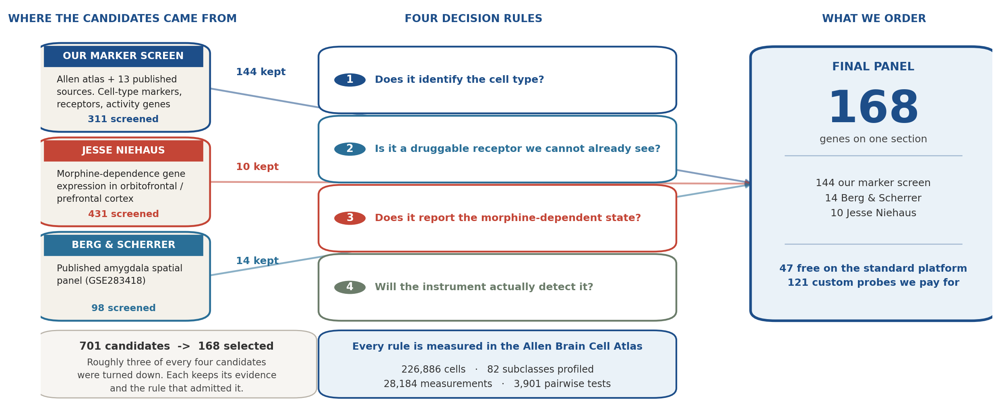 WHERE THE CANDIDATES CAME FROM
OUR MARKER SCREEN
Allen atlas + 13 published
sources. Cell-type markers,
receptors, activity genes
311 screened
JESSE NIEHAUS
Morphine-dependence gene
expression in orbitofrontal /
prefrontal cortex
431 screened
BERG & SCHERRER
Published amygdala spatial
panel (GSE283418)
98 screened
144 kept
10 kept
14 kept
701 candidates -> 168 selected
Roughly three of every four candidates
were turned down. Each keeps its evidence
and the rule that admitted it.
FOUR DECISION RULES
1 Does it identify the cell type?
2 Is it a druggable receptor we cannot already see?
3 Does it report the morphine-dependent state?
4 Will the instrument actually detect it?
Every rule is measured in the Allen Brain Cell Atlas
226,886 cells · 82 subclasses profiled
28,184 measurements · 3,901 pairwise tests
WHAT WE ORDER
FINAL PANEL
168
genes on one section
144 our marker screen
14 Berg & Scherrer
10 Jesse Niehaus
47 free on the standard platform
121 custom probes we pay for